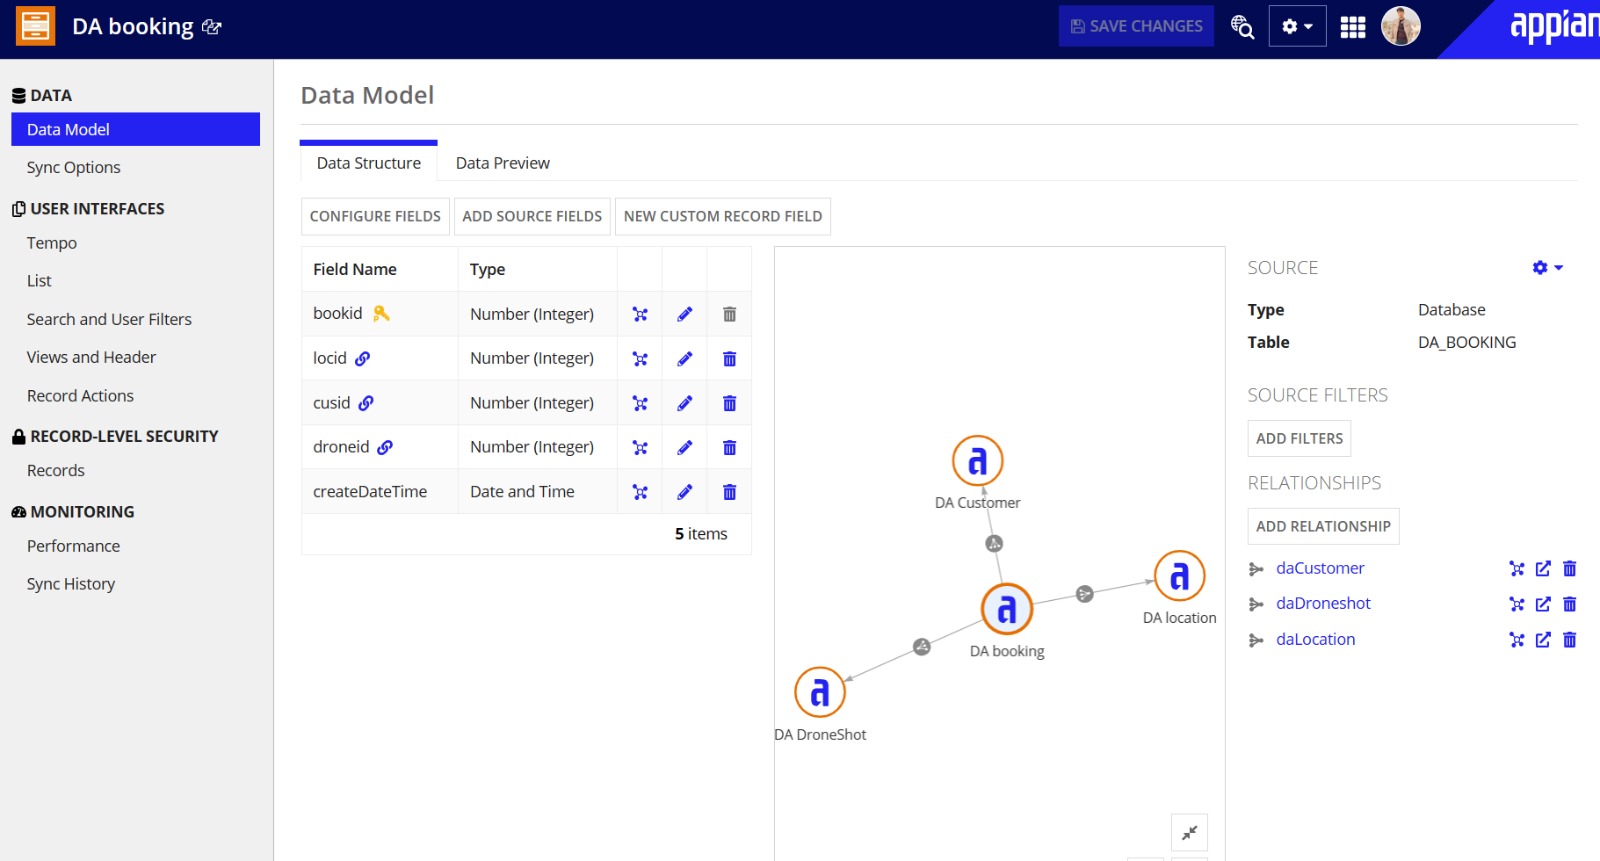 DA booking
SAVE CHANGES
appian
DATA
Data Model
Sync Options
USER INTERFACES
Tempo
List
Search and User Filters
Views and Header
Record Actions
RECORD-LEVEL SECURITY
Records
MONITORING
Performance
Sync History
Data Model
Data Structure Data Preview
CONFIGURE FIELDS ADD SOURCE FIELDS NEW CUSTOM RECORD FIELD
Field Name Type
bookid Number (Integer)
locid Number (Integer)
cusid Number (Integer)
droneid Number (Integer)
createDateTime Date and Time
5 items
a
DA Customer
a
DA location
a
DA booking
a
DA DroneShot
SOURCE
Type Database
Table DA_BOOKING
SOURCE FILTERS
ADD FILTERS
RELATIONSHIPS
ADD RELATIONSHIP
daCustomer
daDroneshot
daLocation